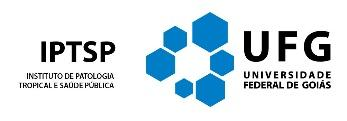 IPTSP
INSTITUTO DE PATOLOGIA
TROPICAL E SAÚDE PÚBLICA
UFG
UNIVERSIDADE
FEDERAL DE GOIÁS